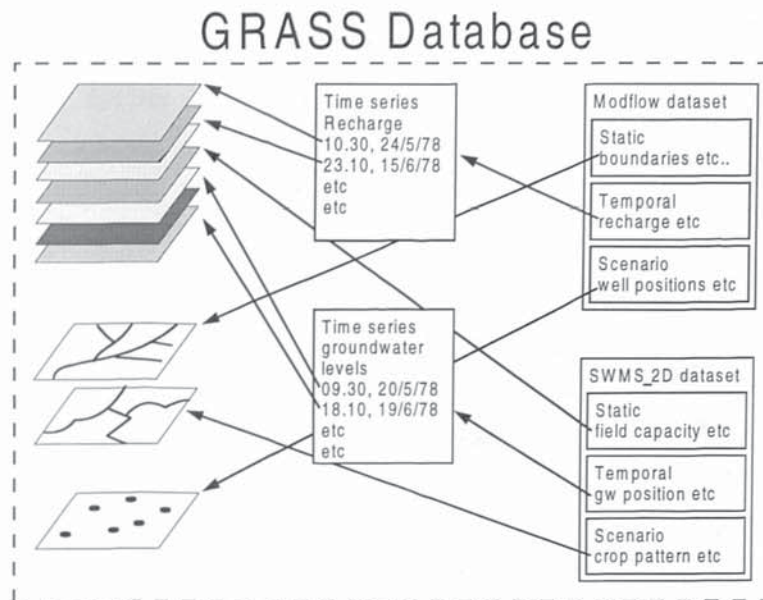 GRASS Database
Time series
Recharge
10.30, 24/5/78
23.10, 15/6/78
etc
etc
Modflow dataset
Static
boundaries etc..
Temporal
recharge etc
Scenario
well positions etc
Time series
groundwater
levels
09.30, 20/5/78
18.10, 19/6/78
etc
etc
SWMS_2D dataset
Static
field capacity etc
Temporal
gw position etc
Scenario
crop pattern etc